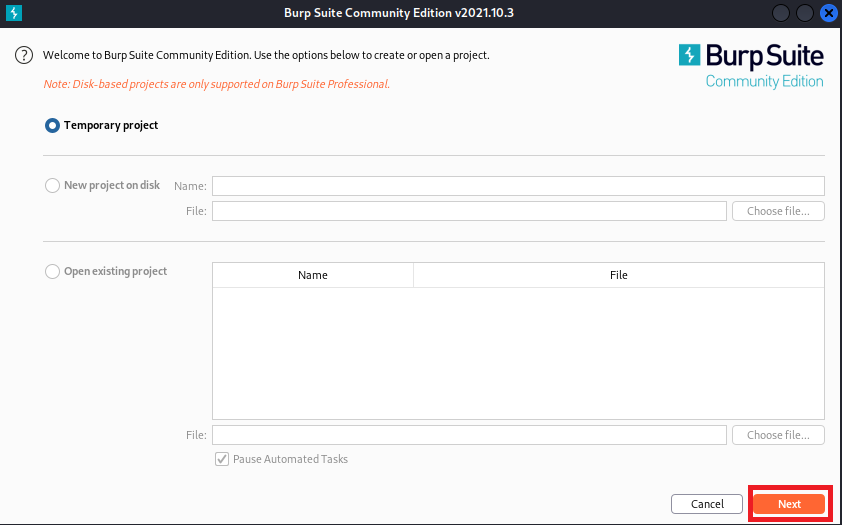 Burp Suite Community Edition v2021.10.3
? Welcome to Burp Suite Community Edition. Use the options below to create or open a project.
Burp Suite
Community Edition
Note: Disk-based projects are only supported on Burp Suite Professional.
Temporary project
New project on disk Name:
File: Choose file...
Open existing project Name File
File: Choose file...
Pause Automated Tasks
Cancel Next